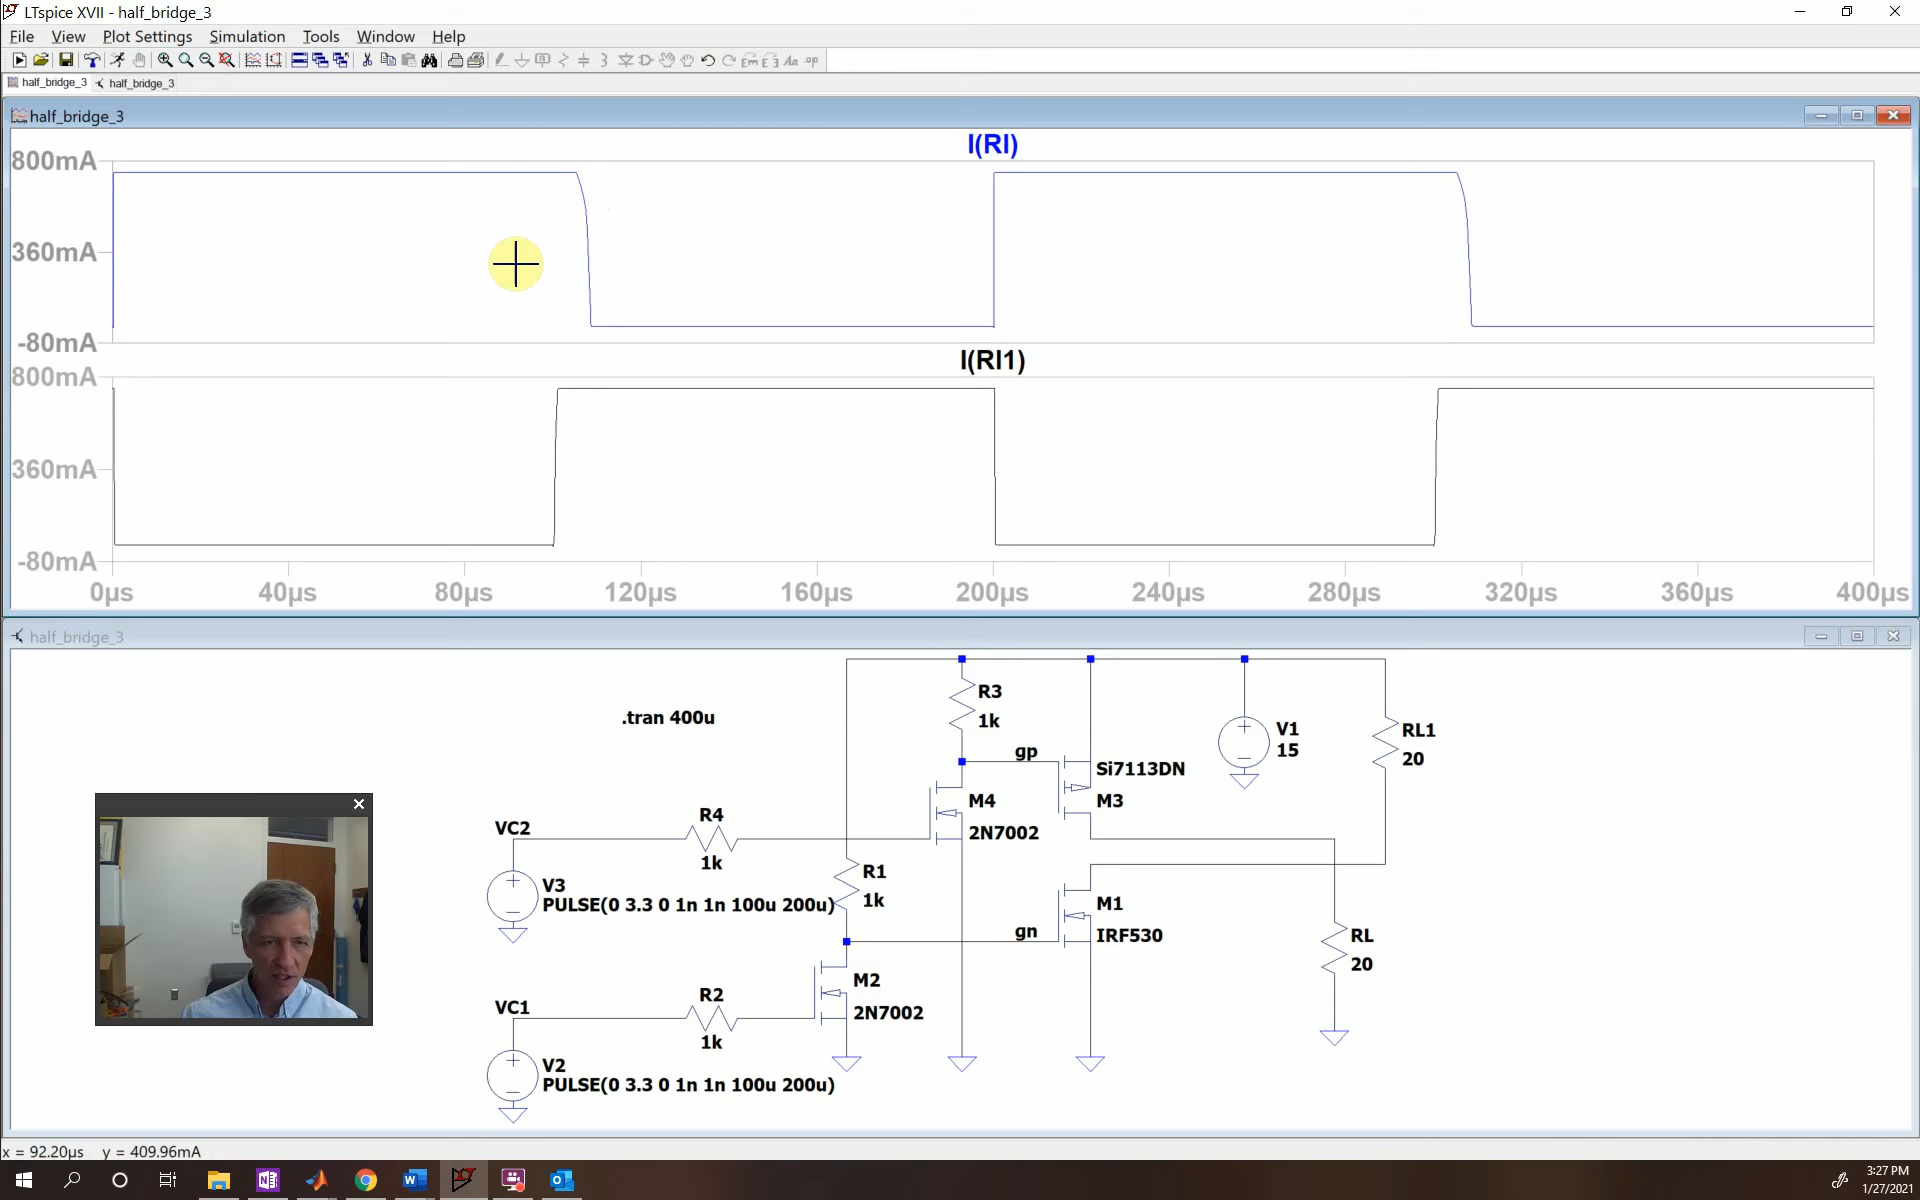 LTspice XVII - half_bridge_3
File View Plot Settings Simulation Tools Window Help
half_bridge_3 half_bridge_3
half_bridge_3
I(Rl)
800mA
360mA
-80mA
I(Rl1)
800mA
360mA
-80mA
0µs 40µs 80µs 120µs 160µs 200µs 240µs 280µs 320µs 360µs 400µs
half_bridge_3
.tran 400u
R3
1k
gp
Si7113DN
M3
V1
15
RL1
20
M4
2N7002
VC2
R4
1k
V3
PULSE(0 3.3 0 1n 1n 100u 200u)
R1
1k
gn
M1
IRF530
RL
20
M2
2N7002
VC1
R2
1k
V2
PULSE(0 3.3 0 1n 1n 100u 200u)
x = 92.20µs y = 409.96mA
3:27 PM
1/27/2021